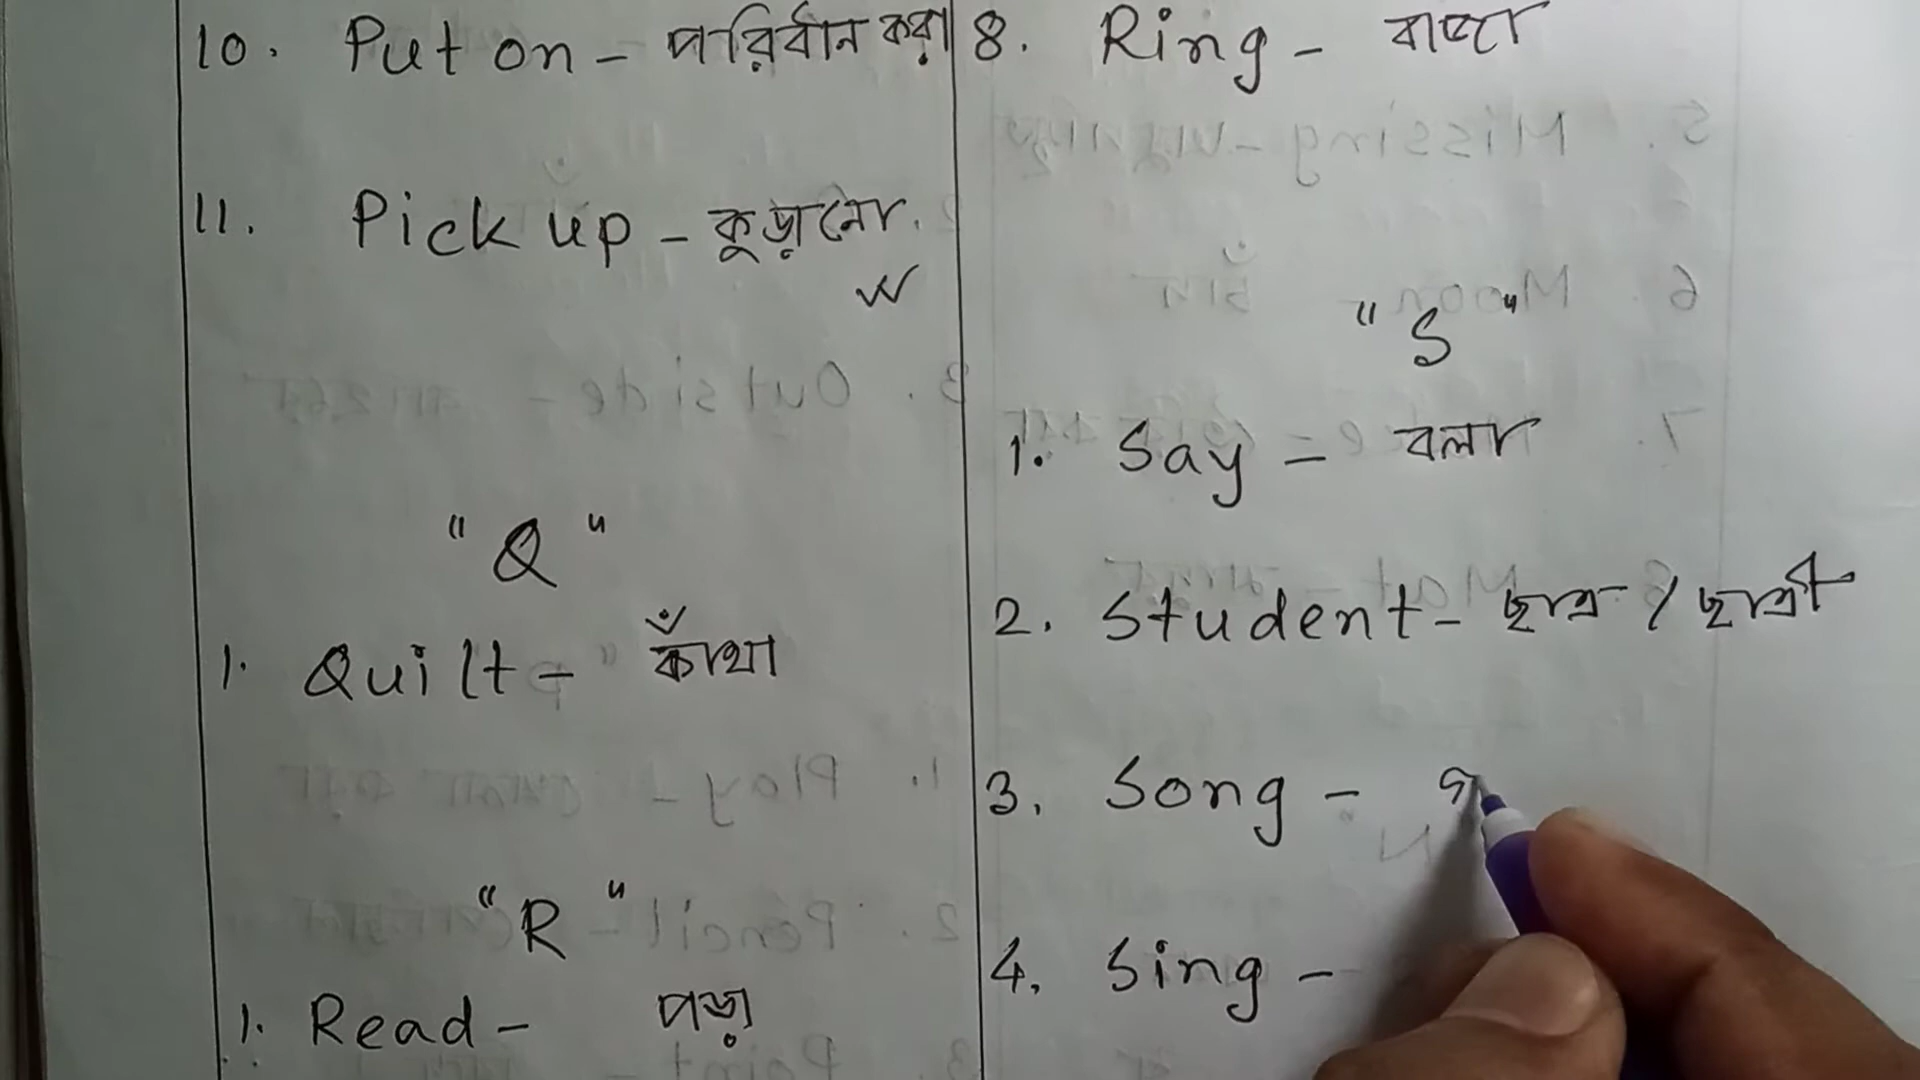 10. Put on - পরিধান করা
11. Pick up - কুড়ানো.
"Q"
1. Quilt - কাঁথা
"R"
1. Read - পড়া
8. Ring - বাজা
"S"
1. Say = বলা
2. Student - ছাত্র / ছাত্রী
3. Song -
4. Sing -